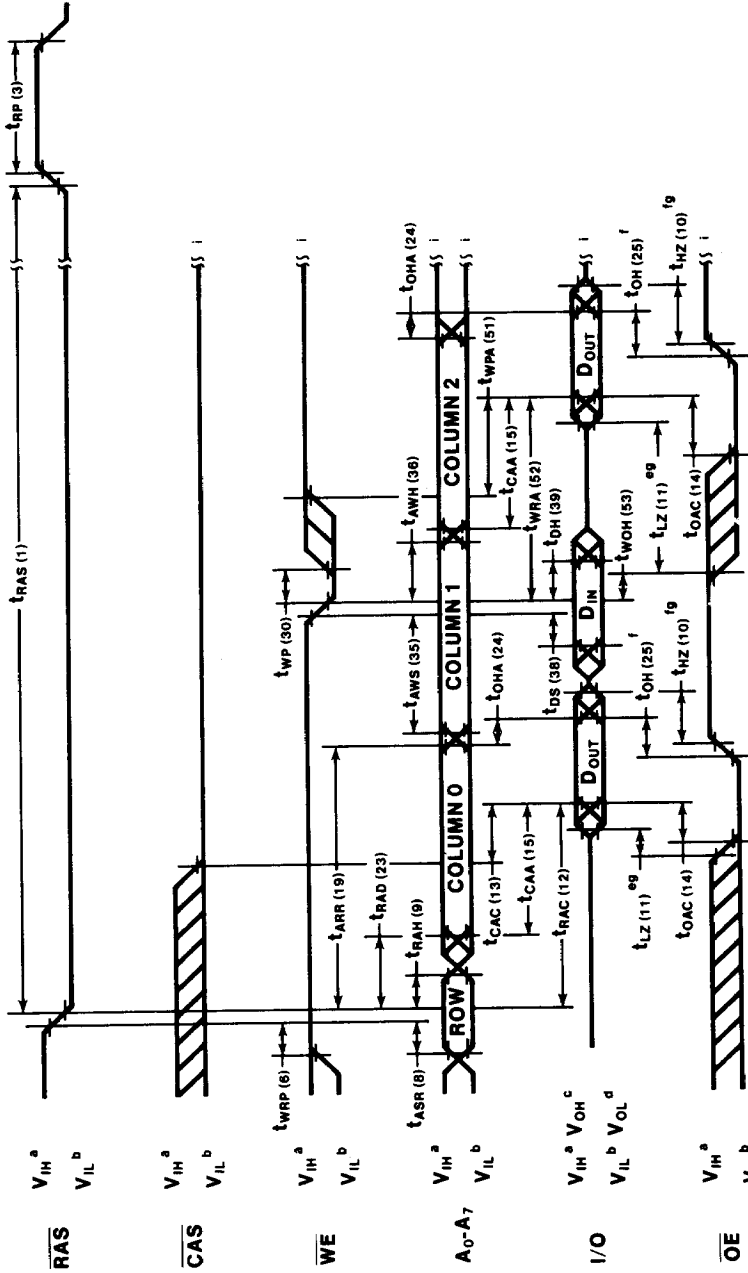 RAS
V_IH^a
V_IL^b
t_RAS (1)
t_RP (3)
i
CAS
V_IH^a
V_IL^b
i
WE
V_IH^a
V_IL^b
t_WRP (6)
t_WP (30)
i
A0-A7
V_IH^a
V_IL^b
t_ASR (8)
t_RAH (9)
t_RAD (23)
t_ARR (19)
t_AWS (35)
t_AWH (36)
t_OHA (24)
ROW
COLUMN 0
COLUMN 1
COLUMN 2
i
i
t_CAC (13)
t_CAA (15)
t_RAC (12)
t_OHA (24)
t_DS (38)
t_WPA (51)
t_CAA (15)
t_WRA (52)
t_DH (39)
t_WOH (53)
I/O
V_IH^a V_OH^c
V_IL^b V_OL^d
D_OUT
D_IN
D_OUT
i
t_LZ (11)^eg
t_OAC (14)
t_OH (25)^f
t_HZ (10)^fg
t_LZ (11)^eg
t_OAC (14)
t_OH (25)^f
t_HZ (10)^fg
OE
V_IH^a
i